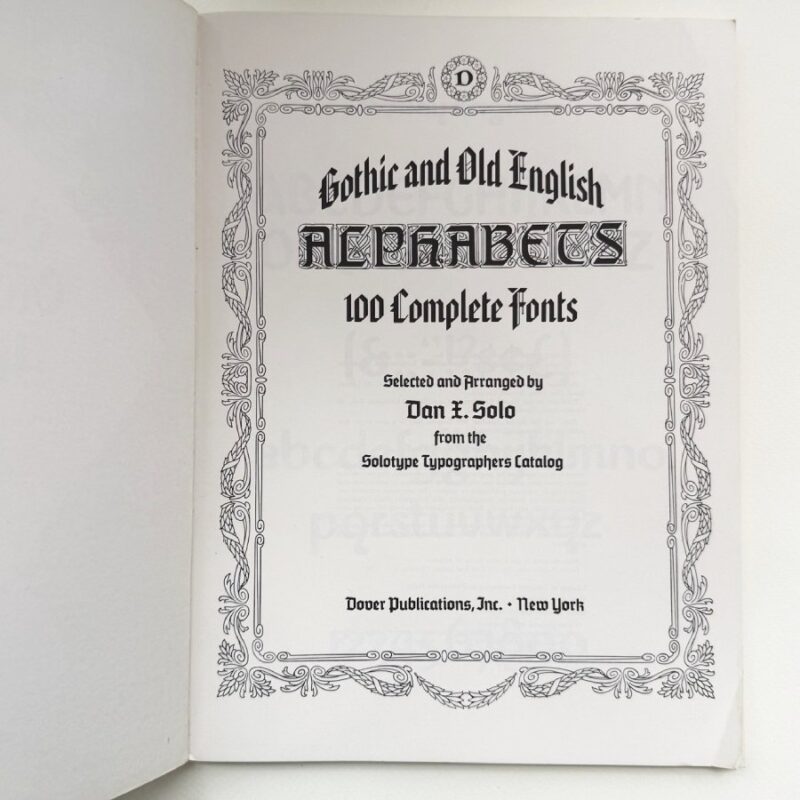 D
Gothic and Old English
ALPHABETS
100 Complete Fonts
Selected and Arranged by
Dan X. Solo
from the
Solotype Typographers Catalog
Dover Publications, Inc. • New York